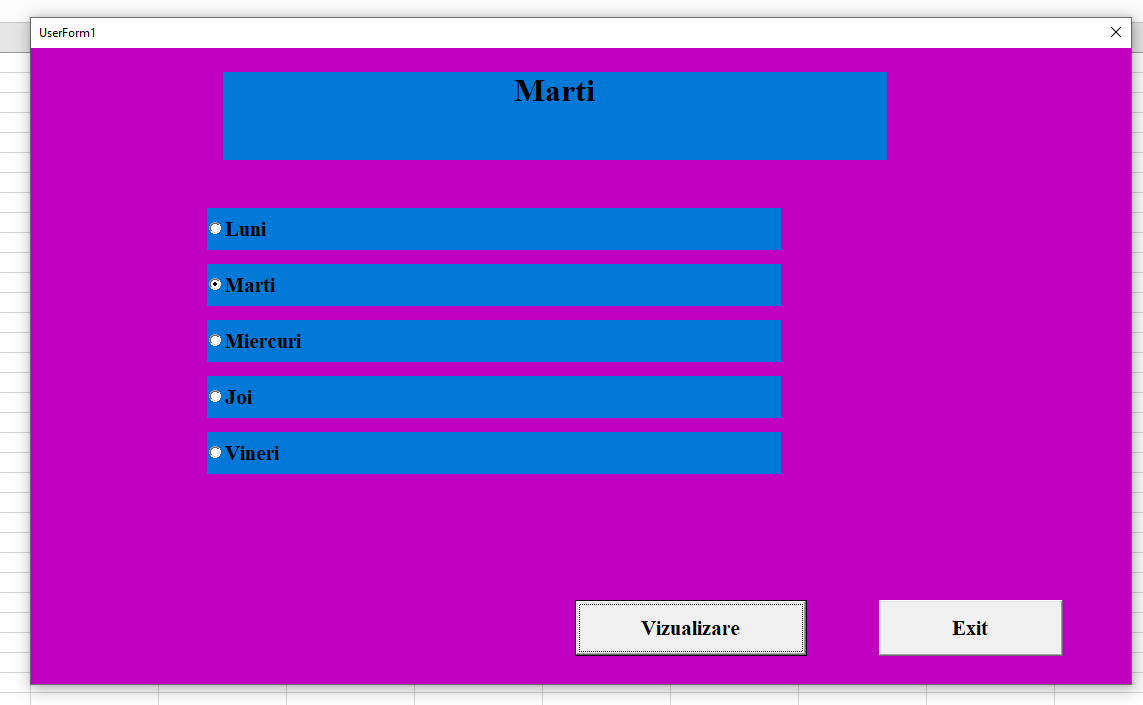 UserForm1
Marti
Luni
Marti
Miercuri
Joi
Vineri
Vizualizare
Exit